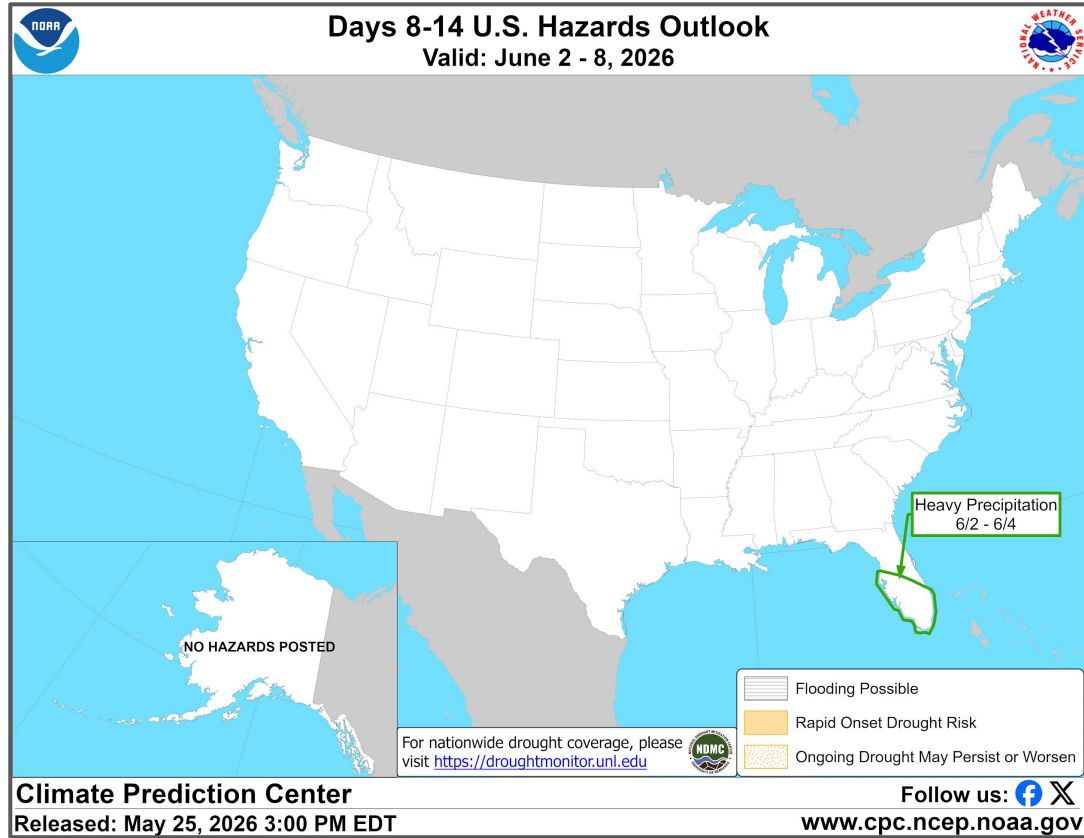 NOAA
Days 8-14 U.S. Hazards Outlook
Valid: June 2 - 8, 2026
NATIONAL WEATHER SERVICE
Heavy Precipitation
6/2 - 6/4
NO HAZARDS POSTED
Flooding Possible
Rapid Onset Drought Risk
Ongoing Drought May Persist or Worsen
For nationwide drought coverage, please
visit https://droughtmonitor.unl.edu
NDMC
Climate Prediction Center
Released: May 25, 2026 3:00 PM EDT
Follow us:
www.cpc.ncep.noaa.gov